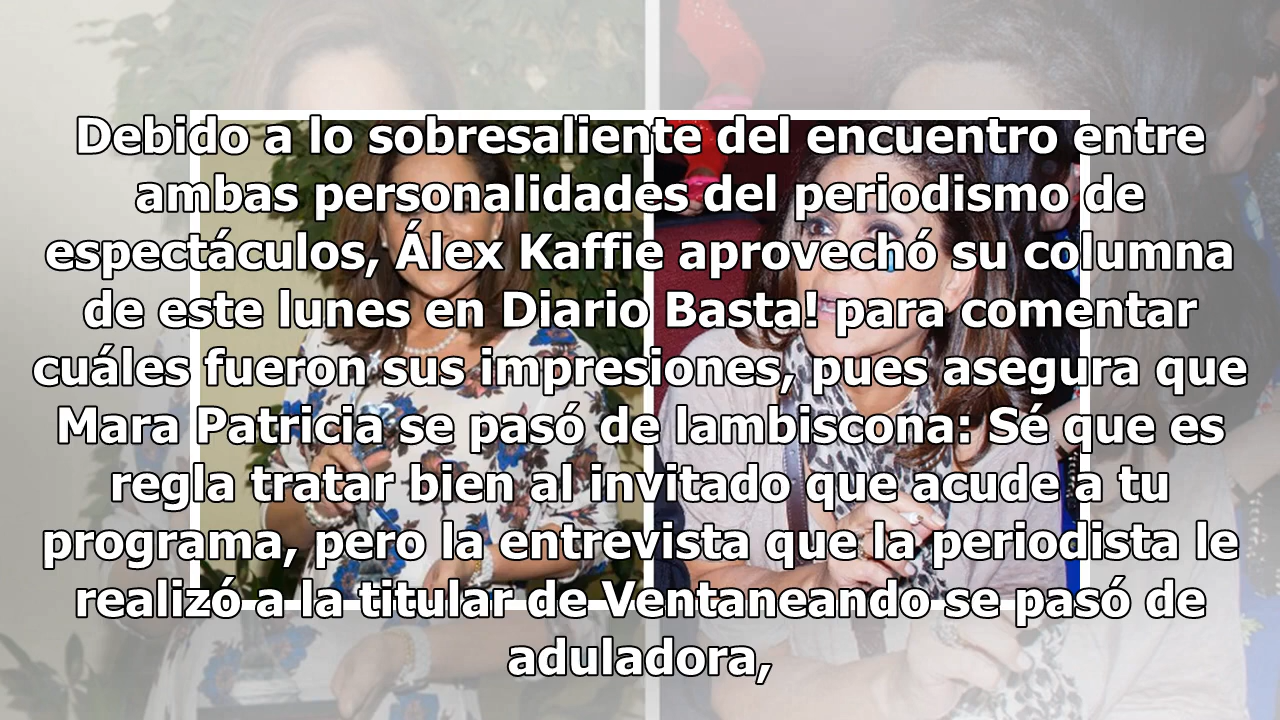 Debido a lo sobresaliente del encuentro entre
ambas personalidades del periodismo de
espectáculos, Álex Kaffie aprovechó su columna
de este lunes en Diario Basta! para comentar
cuáles fueron sus impresiones, pues asegura que
Mara Patricia se pasó de lambiscona: Sé que es
regla tratar bien al invitado que acude a tu
programa, pero la entrevista que la periodista le
realizó a la titular de Ventaneando se pasó de
aduladora,